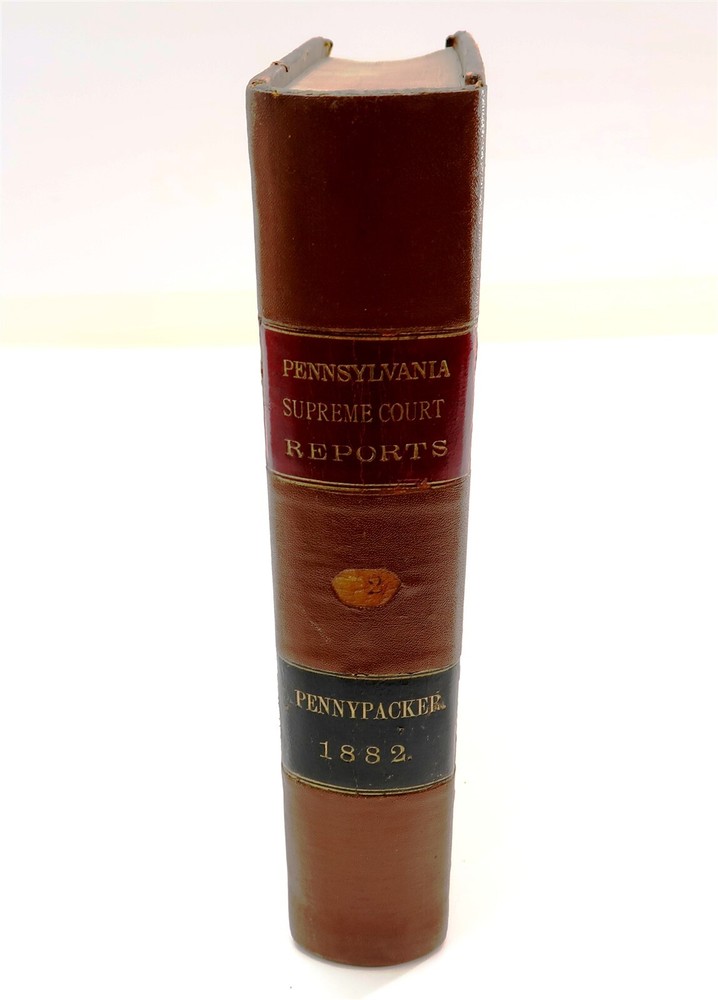 PENNSYLVANIA
SUPREME COURT
REPORTS
2
PENNYPACKER.
1882.